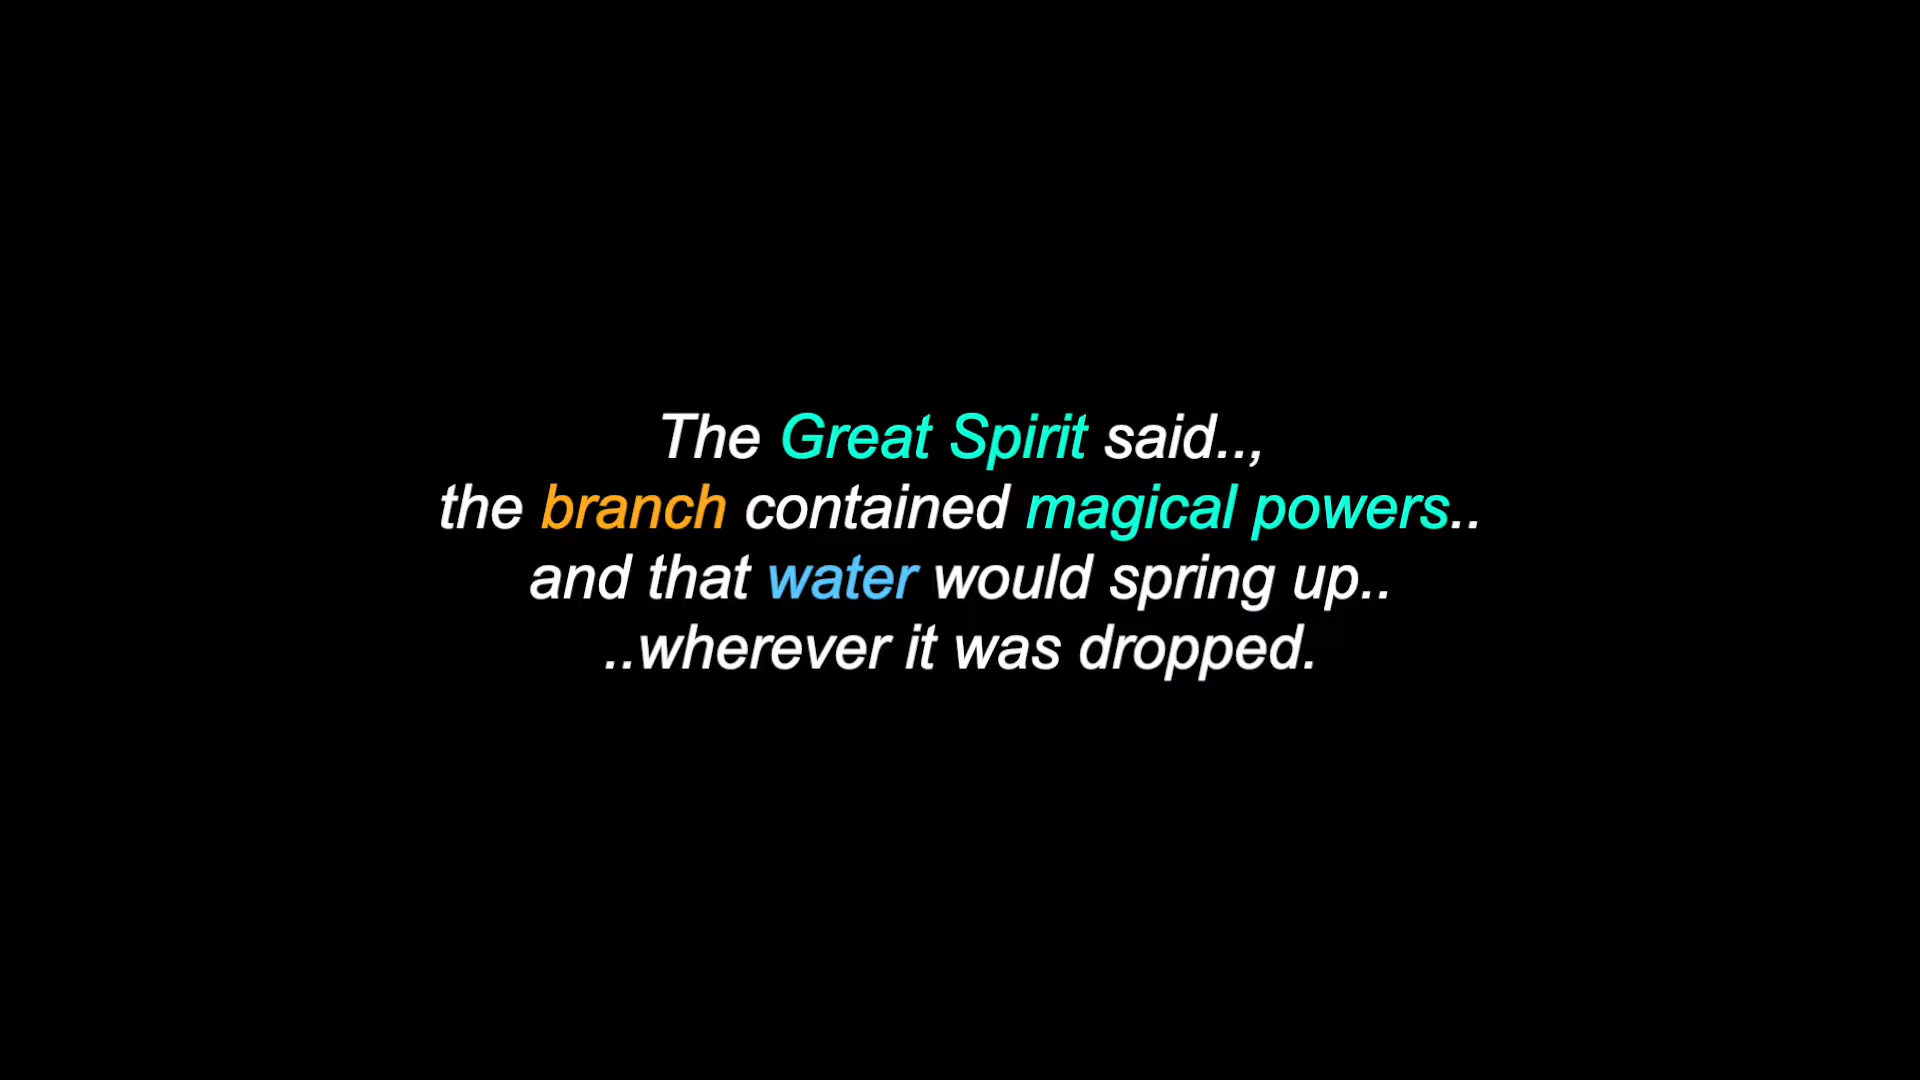 The Great Spirit said..,
the branch contained magical powers..
and that water would spring up..
..wherever it was dropped.